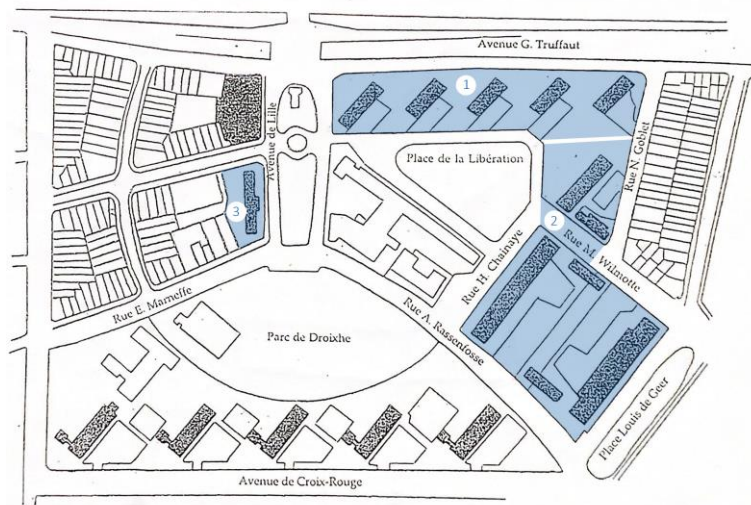 Avenue G. Truffaut
1
Avenue de Lille
Place de la Libération
Rue N. Goblet
3
2
Rue M. Wilmotte
Rue H. Chainaye
Rue E. Marneffe
Rue A. Rassenfosse
Parc de Droixhe
Place Louis de Geer
Avenue de Croix-Rouge